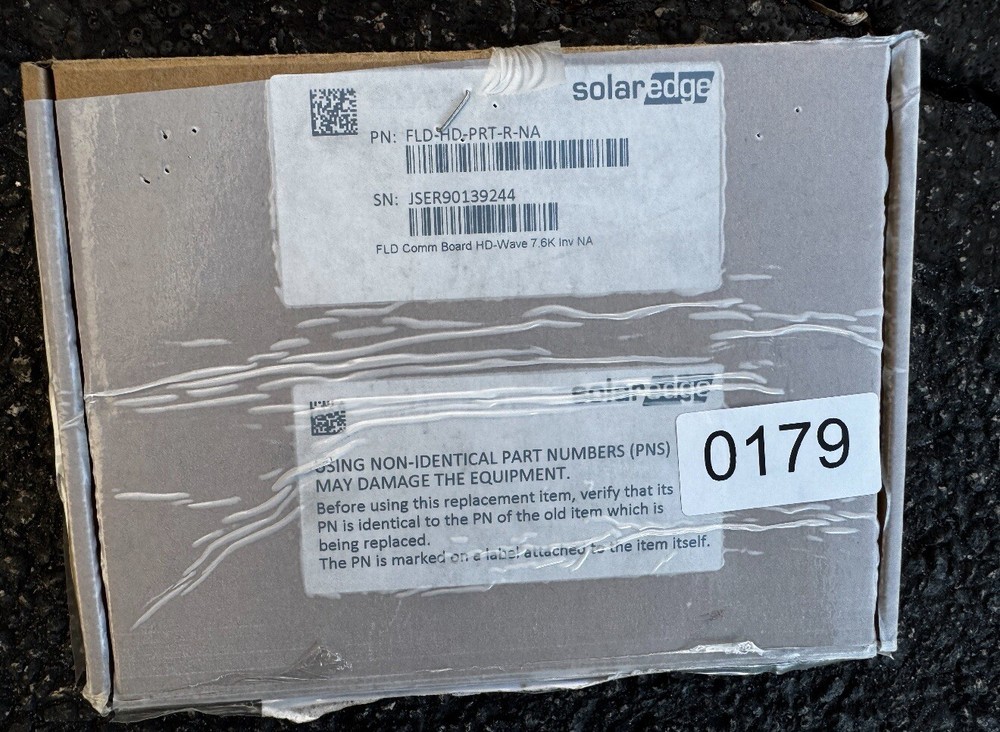 solaredge
PN: FLD-HD-PRT-R-NA
SN: JSER90139244
FLD Comm Board HD-Wave 7.6K Inv NA
solaredge
USING NON-IDENTICAL PART NUMBERS (PNS)
MAY DAMAGE THE EQUIPMENT.
Before using this replacement item, verify that its
PN is identical to the PN of the old item which is
being replaced.
The PN is marked on a label attached to the item itself.
0179